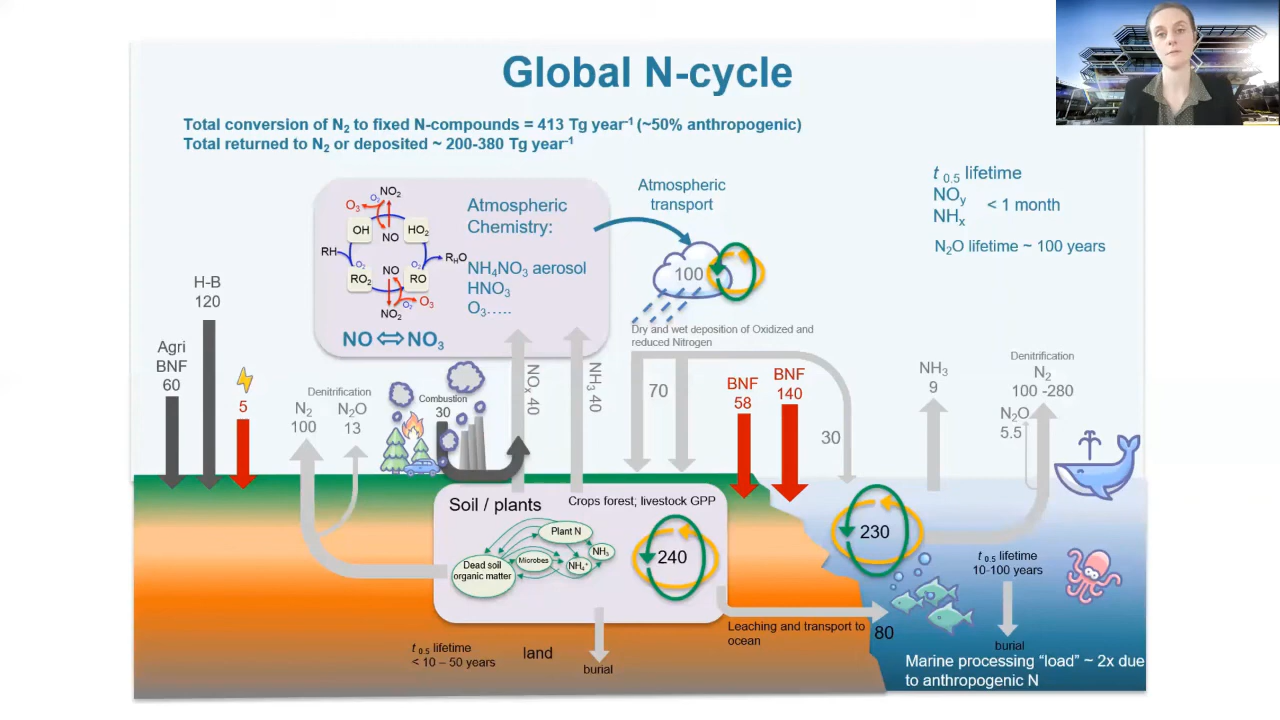 Global N-cycle
Total conversion of N₂ to fixed N-compounds = 413 Tg year⁻¹ (~50% anthropogenic)
Total returned to N₂ or deposited ~ 200-380 Tg year⁻¹
t 0.5 lifetime
NOy
NHx
< 1 month
N₂O lifetime ~ 100 years
Atmospheric
transport
100
Atmospheric
Chemistry:
NH₄NO₃ aerosol
HNO₃
O₃.....
NO₂
O₃
O₃
NO
OH
HO₂
RH
O₂
O₂
RHO
RO₂
NO
RO
NO₂
O₂
O₃
NO ⇔ NO₃
H-B
120
Agri
BNF
60
5
Denitrification
N₂
100
N₂O
13
Combustion
30
NOx 40
NH₃ 40
Dry and wet deposition of Oxidized and
reduced Nitrogen
70
30
BNF
58
BNF
140
NH₃
9
Denitrification
N₂
100 -280
N₂O
5.5
Soil / plants
Crops forest; livestock GPP
Plant N
NH₃
Microbes
NH₄⁺
Dead soil
organic matter
240
230
t 0.5 lifetime
10-100 years
Leaching and transport to
ocean
80
t 0.5 lifetime
< 10 – 50 years
land
burial
burial
Marine processing “load” ~ 2x due
to anthropogenic N